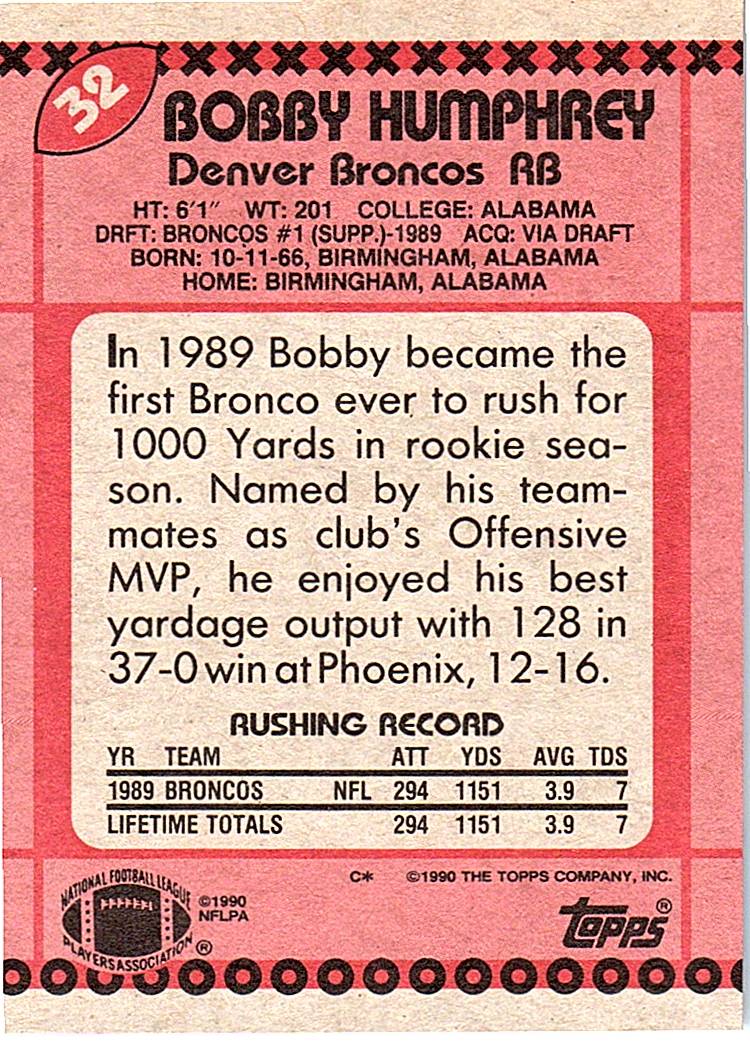 32
BOBBY HUMPHREY
Denver Broncos RB
HT: 6'1" WT: 201 COLLEGE: ALABAMA
DRFT: BRONCOS #1 (SUPP.)-1989 ACQ: VIA DRAFT
BORN: 10-11-66, BIRMINGHAM, ALABAMA
HOME: BIRMINGHAM, ALABAMA
In 1989 Bobby became the
first Bronco ever to rush for
1000 Yards in rookie sea-
son. Named by his team-
mates as club's Offensive
MVP, he enjoyed his best
yardage output with 128 in
37-0 win at Phoenix, 12-16.
RUSHING RECORD
YR TEAM ATT YDS AVG TDS
1989 BRONCOS NFL 294 1151 3.9 7
LIFETIME TOTALS 294 1151 3.9 7
C* ©1990 THE TOPPS COMPANY, INC.
NATIONAL FOOTBALL LEAGUE
PLAYERS ASSOCIATION ®
©1990
NFLPA
topps ®